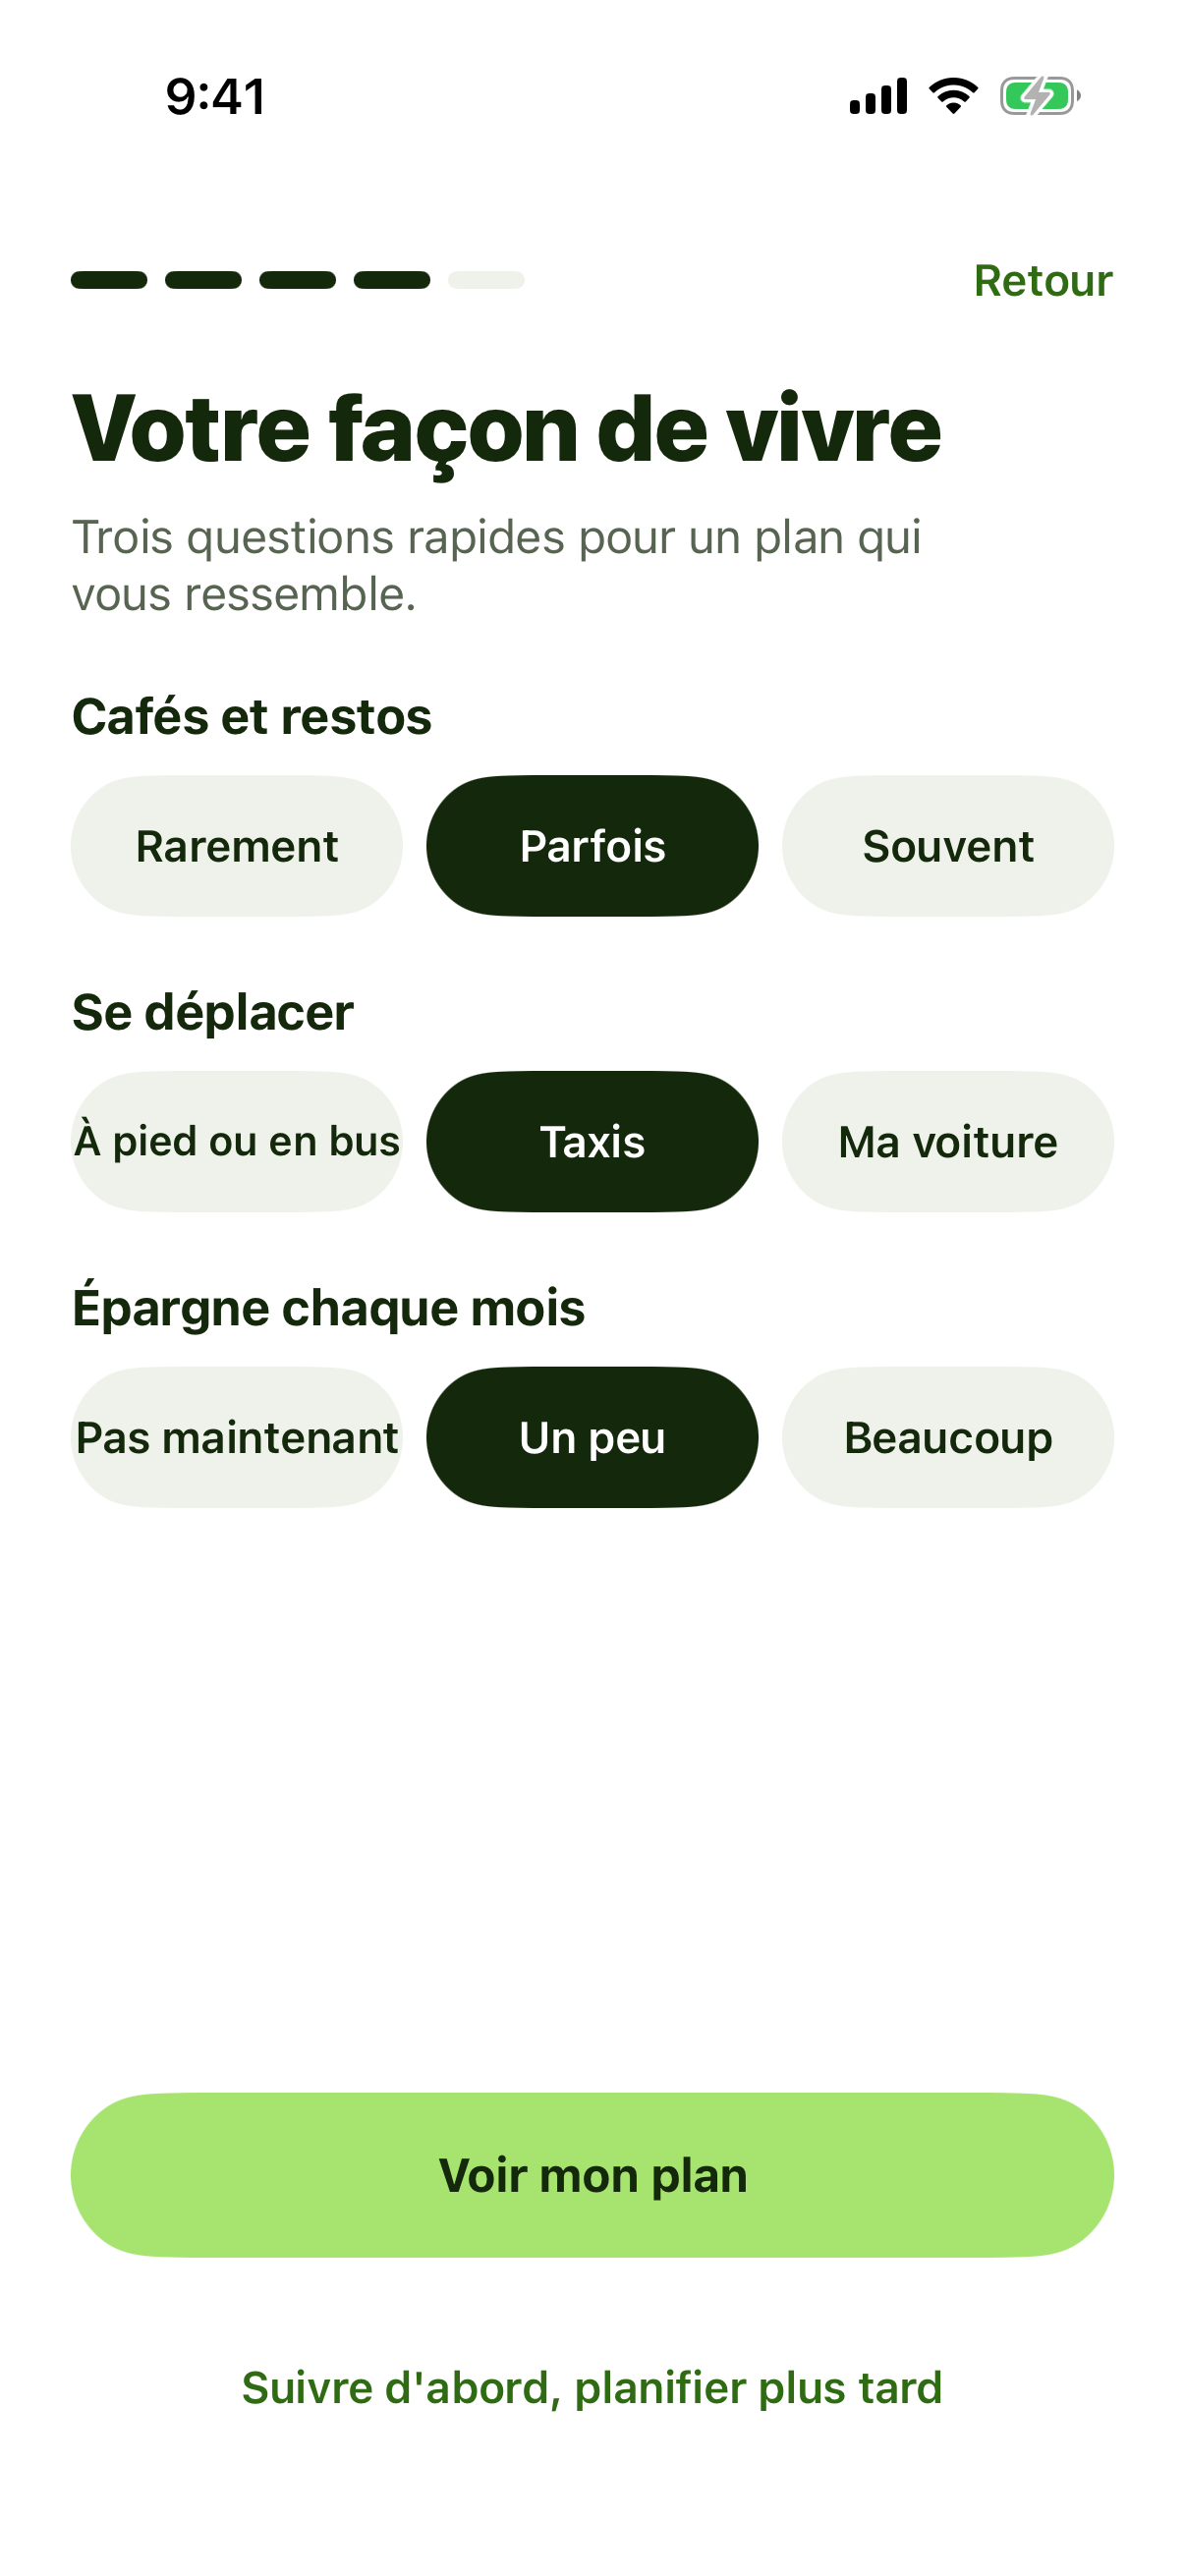 9:41
Retour
Votre façon de vivre
Trois questions rapides pour un plan qui
vous ressemble.
Cafés et restos
Rarement
Parfois
Souvent
Se déplacer
À pied ou en bus
Taxis
Ma voiture
Épargne chaque mois
Pas maintenant
Un peu
Beaucoup
Voir mon plan
Suivre d'abord, planifier plus tard